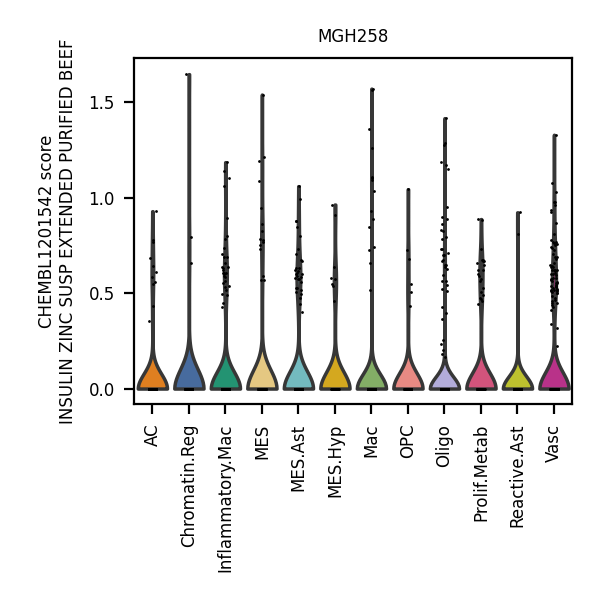 MGH258
CHEMBL1201542 score
INSULIN ZINC SUSP EXTENDED PURIFIED BEEF
1.5
1.0
0.5
0.0
AC
Chromatin.Reg
Inflammatory.Mac
MES
MES.Ast
MES.Hyp
Mac
OPC
Oligo
Prolif.Metab
Reactive.Ast
Vasc